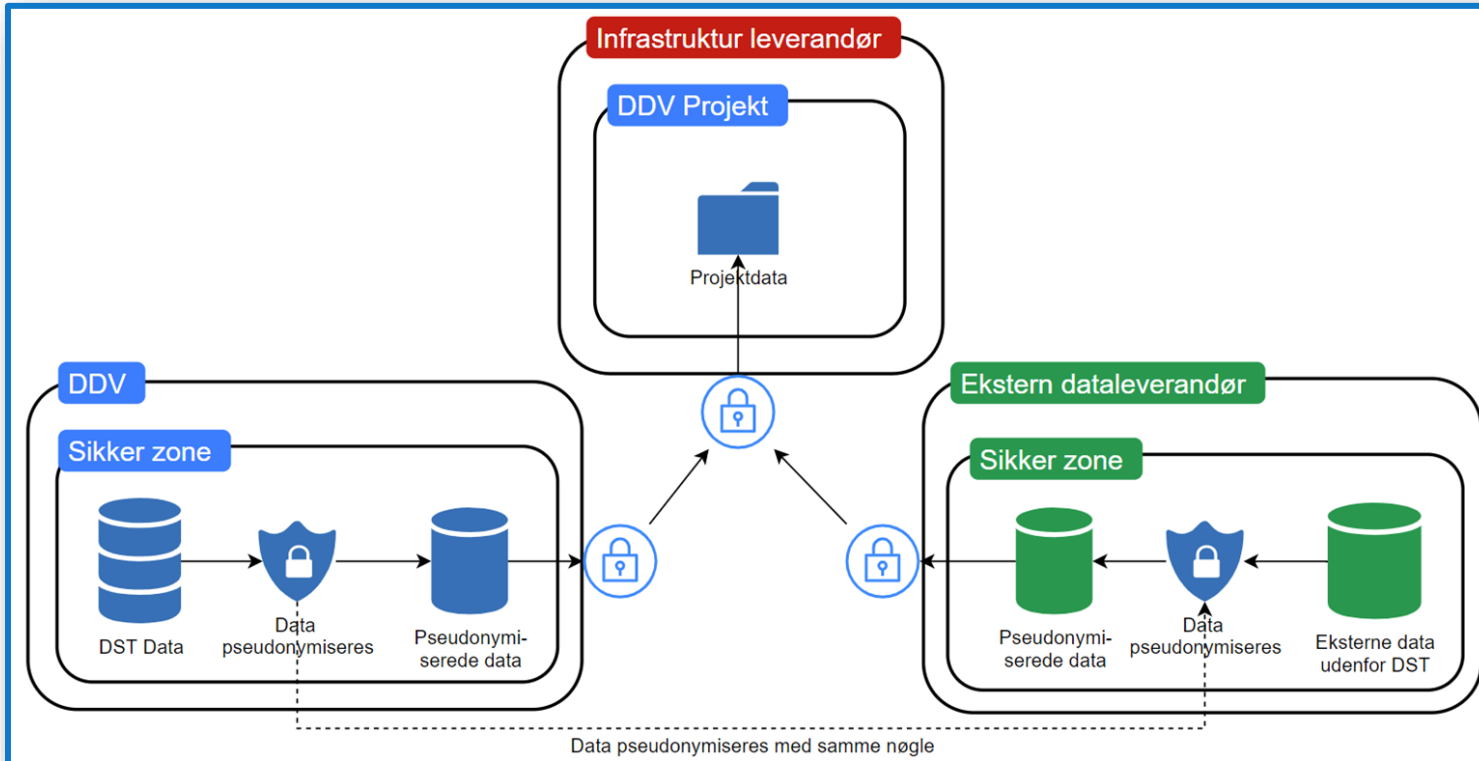 Infrastruktur leverandør
DDV Projekt
Projektdata
DDV
Sikker zone
DST Data
Data
pseudonymiseres
Pseudonymi-
serede data
Ekstern dataleverandør
Sikker zone
Pseudonymi-
serede data
Data
pseudonymiseres
Eksterne data
udenfor DST
Data pseudonymiseres med samme nøgle